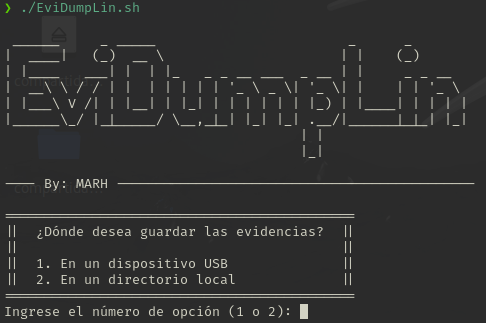 ❯ ./EviDumpLin.sh
EviDumpLin
By: MARH
¿Dónde desea guardar las evidencias?
1. En un dispositivo USB
2. En un directorio local
Ingrese el número de opción (1 o 2):